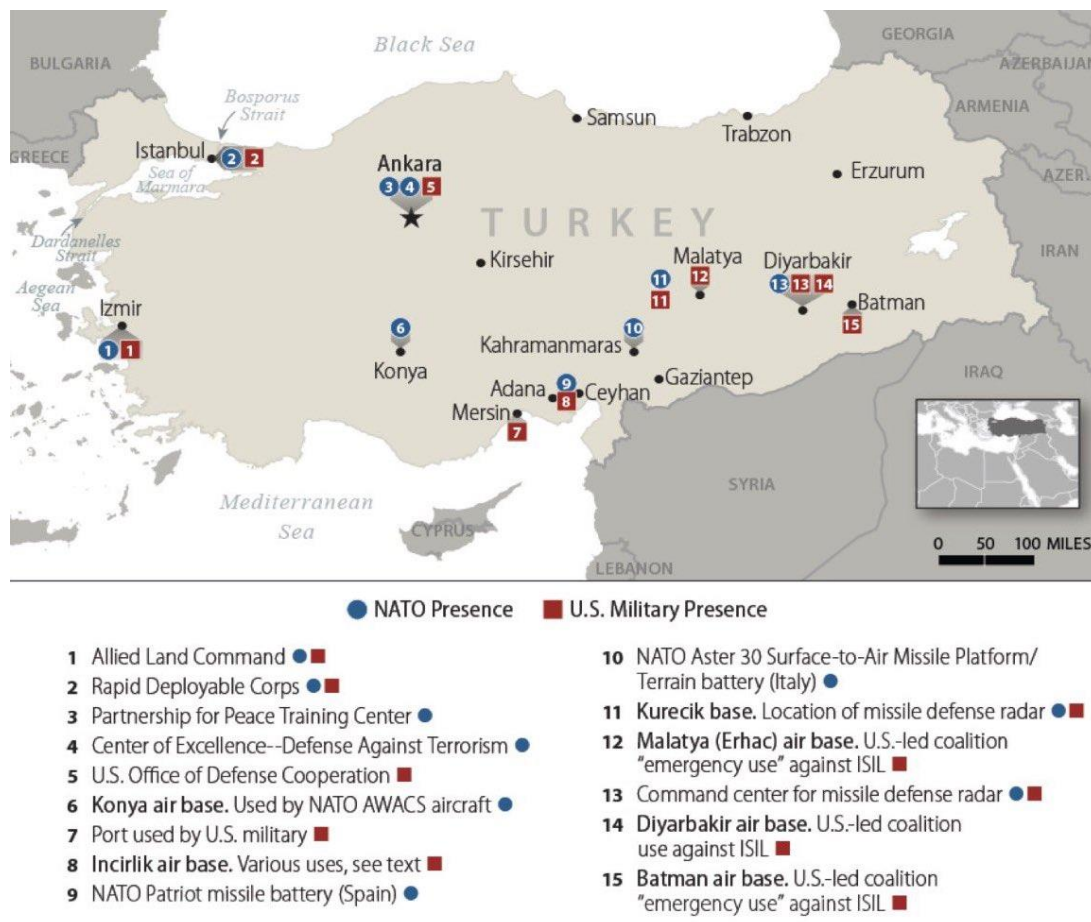 Black Sea
GEORGIA
BULGARIA
AZERBAIJAN
Bosporus
Strait
ARMENIA
Samsun
Trabzon
GREECE
Istanbul
2 2
Sea of
Marmara
Ankara
3 4 5
Erzurum
AZER.
TURKEY
Dardanelles
Strait
IRAN
Kirsehir
Malatya
12
Diyarbakir
13 13 14
11
11
Aegean
Sea
Izmir
1 1
Batman
15
6
Konya
10
Kahramanmaras
Gaziantep
IRAQ
Adana
9
8
Ceyhan
Mersin
7
SYRIA
Mediterranean
Sea
CYPRUS
LEBANON
0 50 100 MILES
NATO Presence
U.S. Military Presence
1 Allied Land Command
2 Rapid Deployable Corps
3 Partnership for Peace Training Center
4 Center of Excellence--Defense Against Terrorism
5 U.S. Office of Defense Cooperation
6 Konya air base. Used by NATO AWACS aircraft
7 Port used by U.S. military
8 Incirlik air base. Various uses, see text
9 NATO Patriot missile battery (Spain)
10 NATO Aster 30 Surface-to-Air Missile Platform/
Terrain battery (Italy)
11 Kurecik base. Location of missile defense radar
12 Malatya (Erhac) air base. U.S.-led coalition
"emergency use" against ISIL
13 Command center for missile defense radar
14 Diyarbakir air base. U.S.-led coalition
use against ISIL
15 Batman air base. U.S.-led coalition
"emergency use" against ISIL